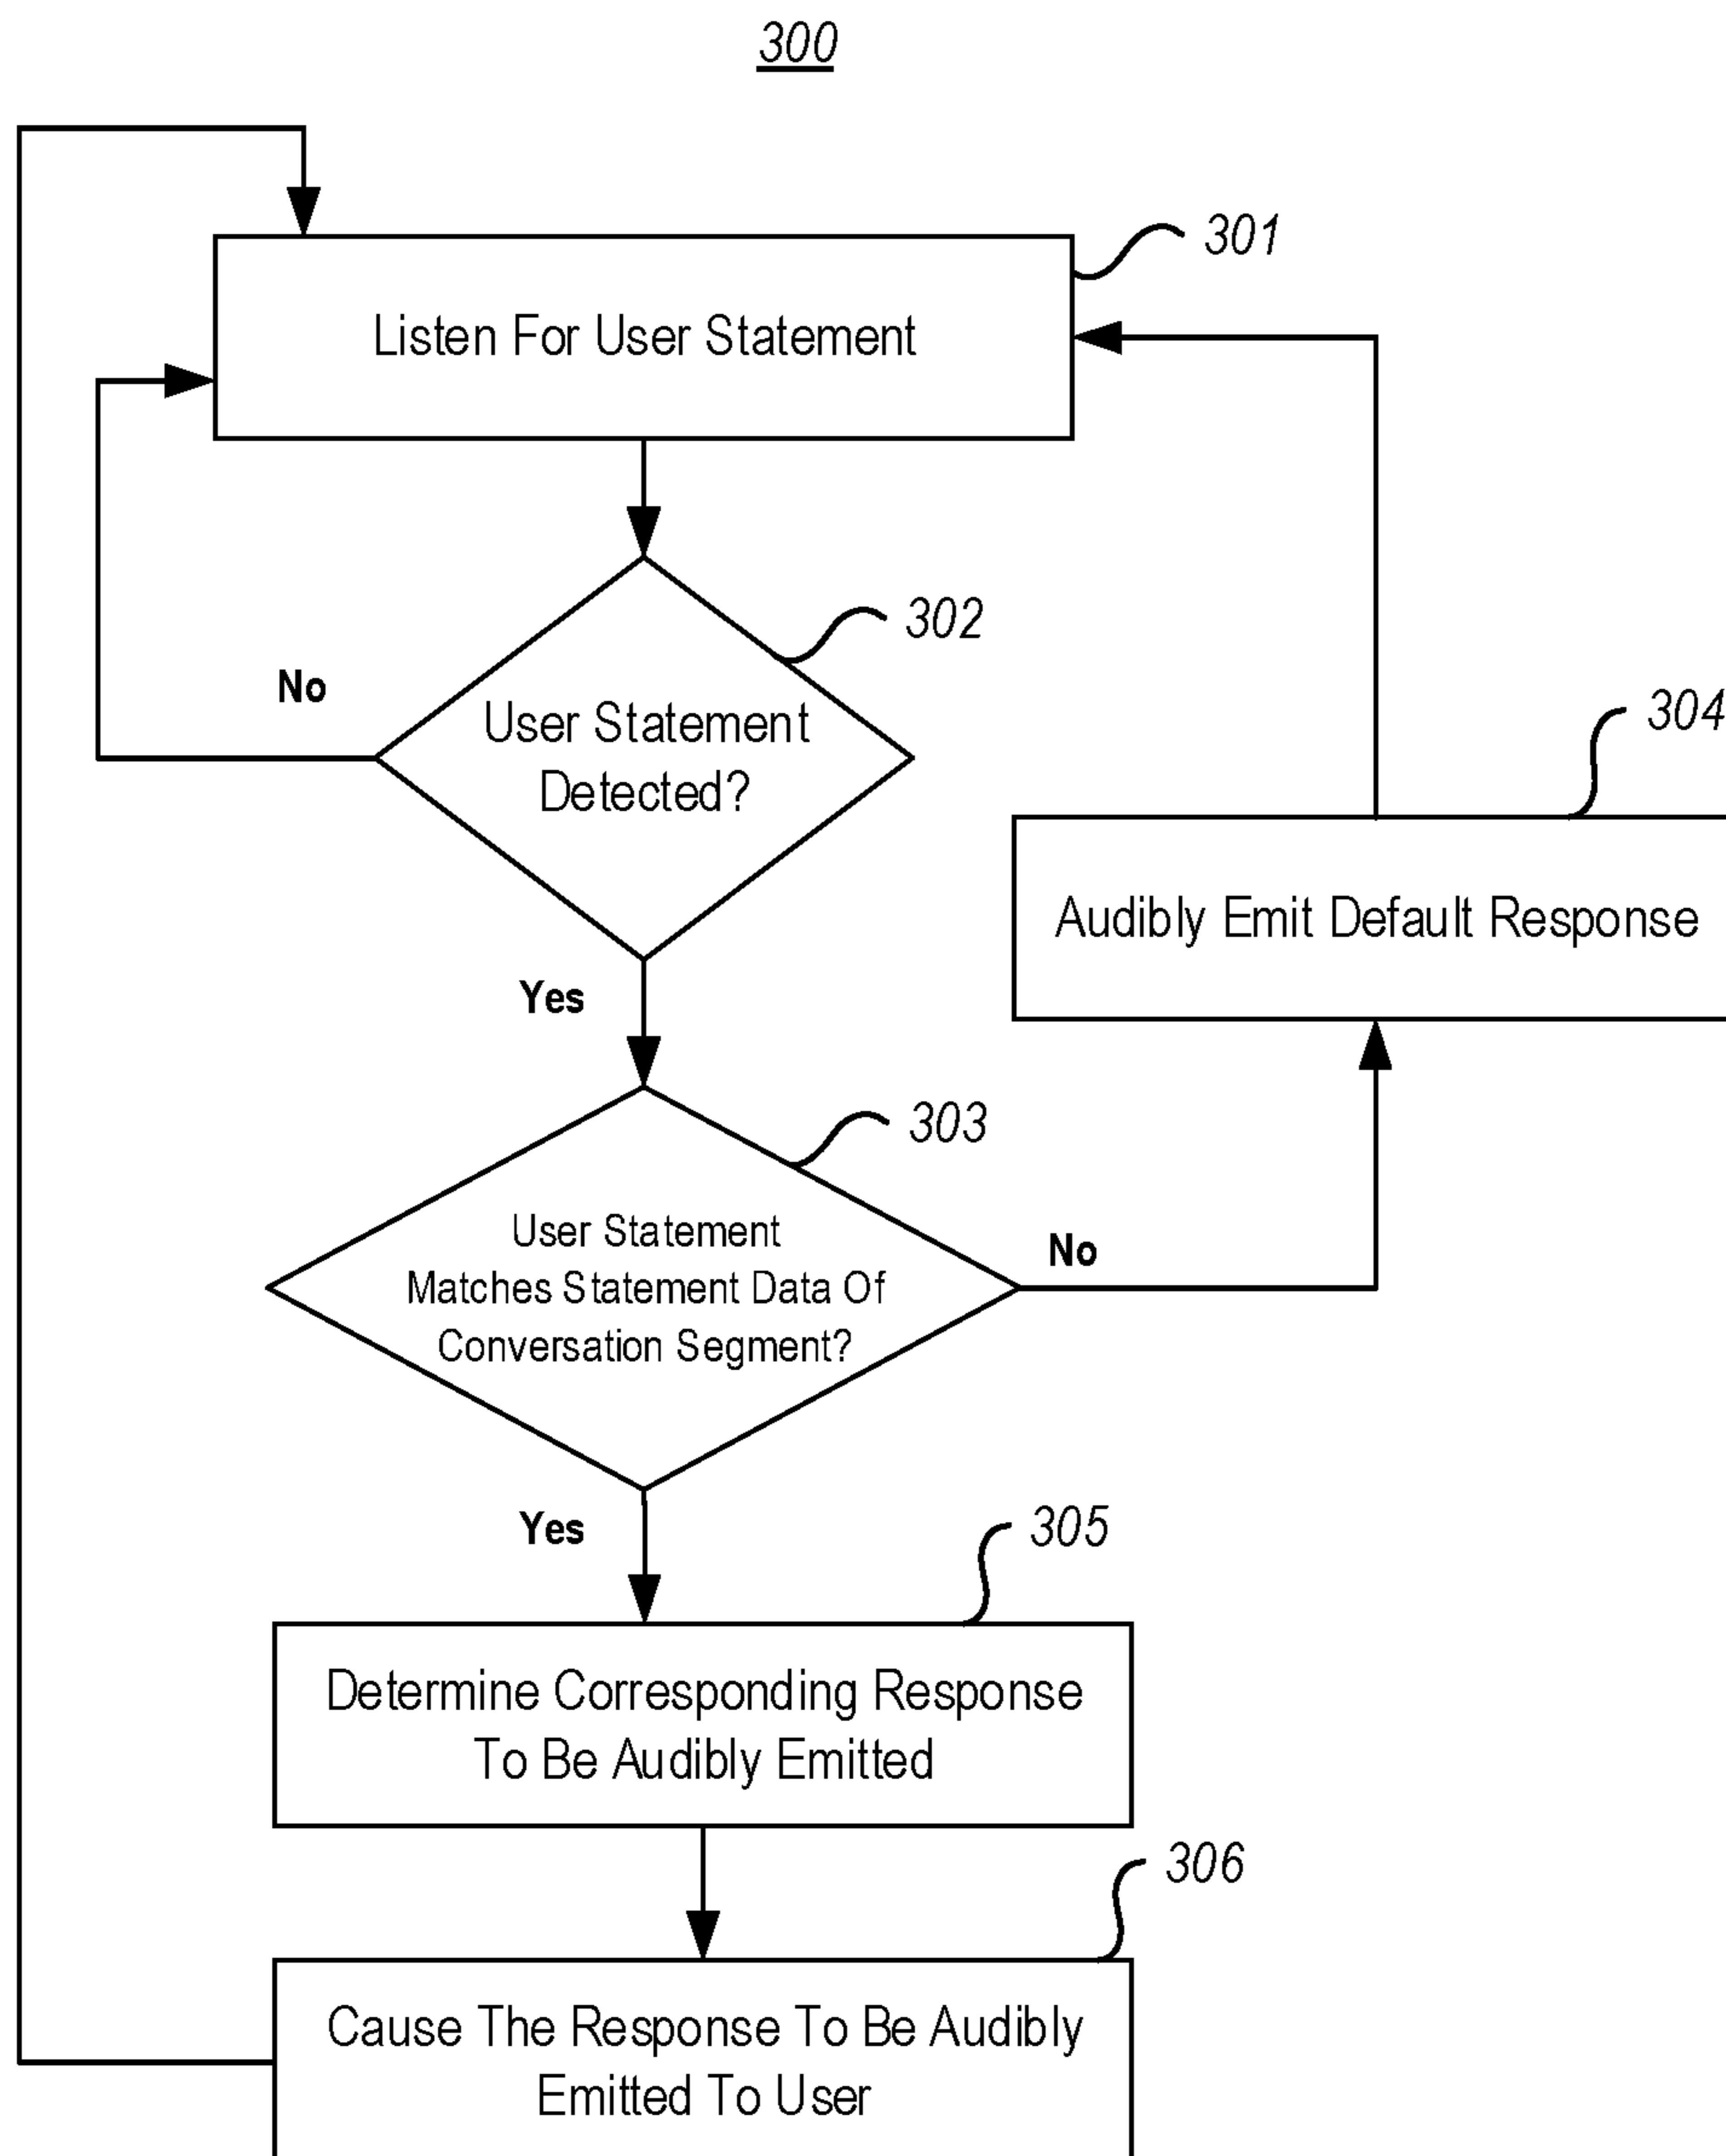 300
301
Listen For User Statement
302
No
User Statement
Detected?
304
Audibly Emit Default Response
Yes
303
User Statement
Matches Statement Data Of
Conversation Segment?
No
Yes
305
Determine Corresponding Response
To Be Audibly Emitted
306
Cause The Response To Be Audibly
Emitted To User